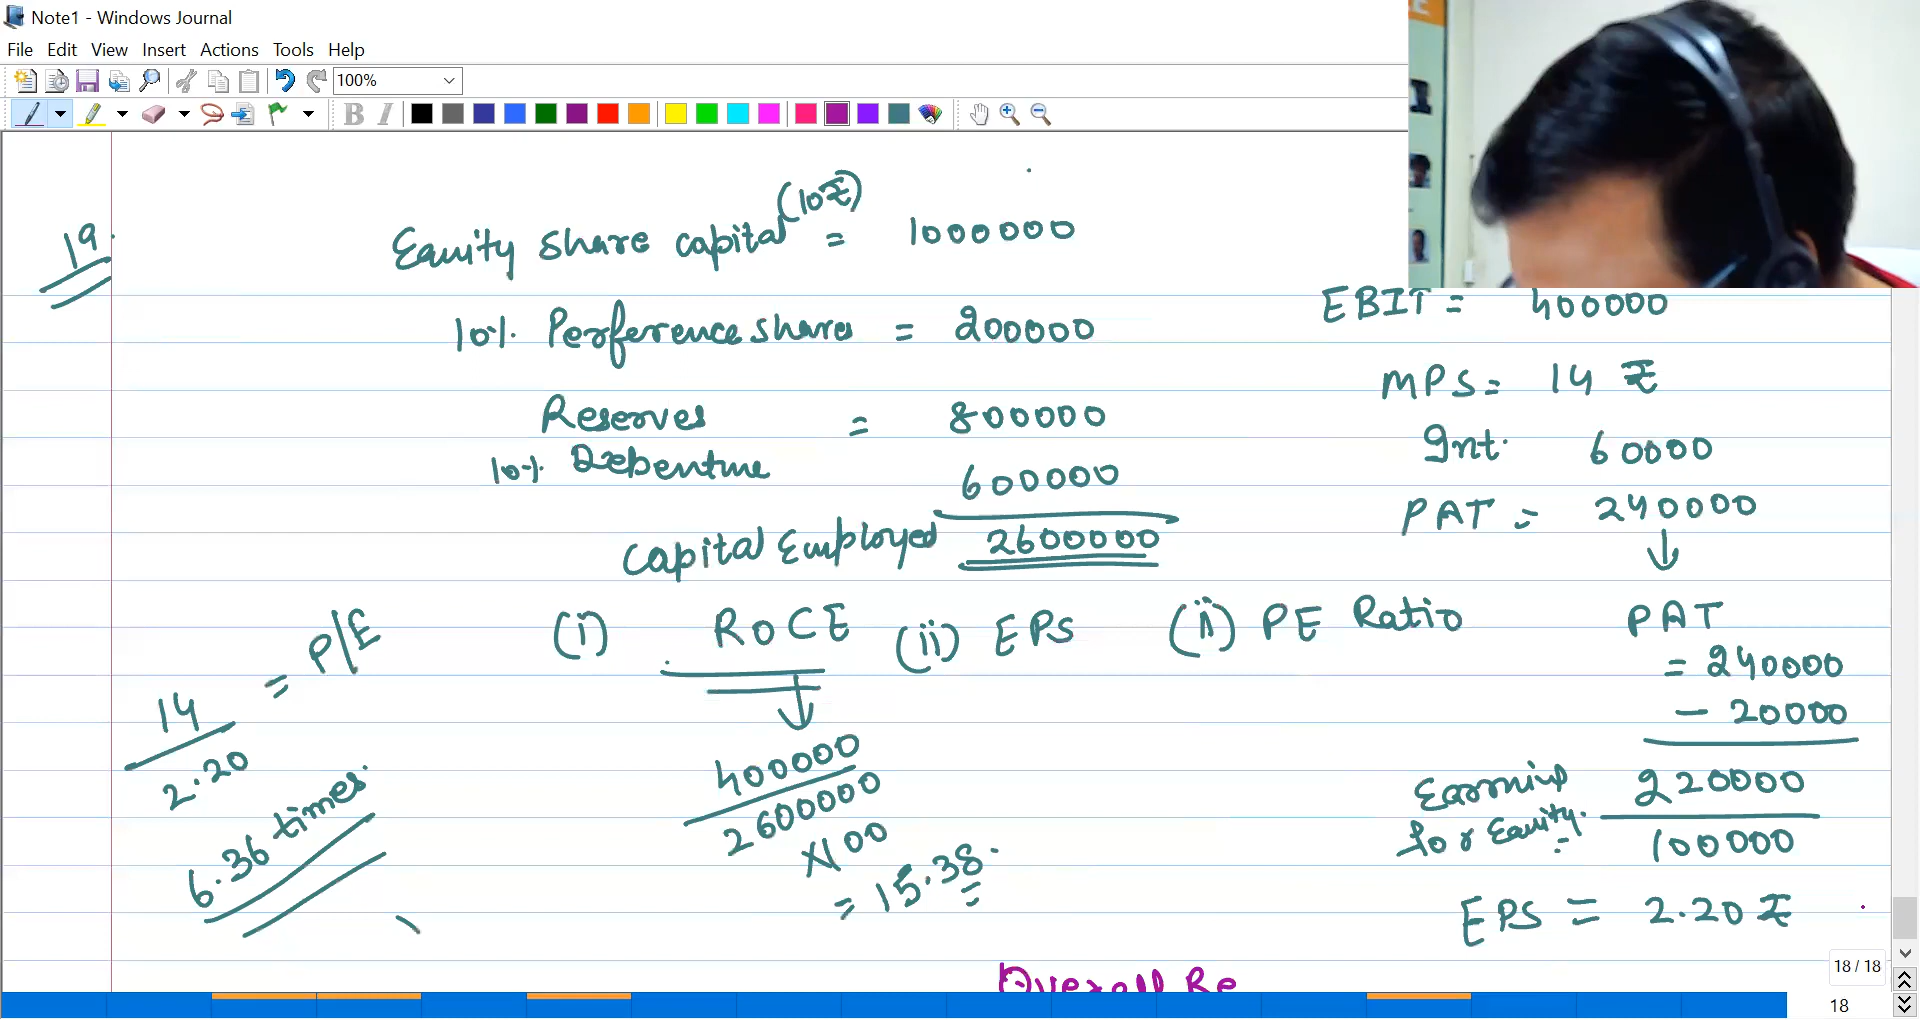 Note1 - Windows Journal
File Edit View Insert Actions Tools Help
100%
B I
19.
Equity Share capital (10₹) = 1000000
10% Perference share = 200000
Reserves = 800000
10% Debenture 600000
Capital Employed 2600000
EBIT = 400000
MPS = 14 ₹
Int. 60000
PAT = 240000
↓
(i) ROCE (ii) EPS (ii) PE Ratio
↓
400000
2600000
×100
= 15.38.
14 = P/E
2.20
6.36 times.
PAT
= 240000
- 20000
Earning for Equity. 220000
100000
EPS = 2.20 ₹
Overall Re
18 / 18
18